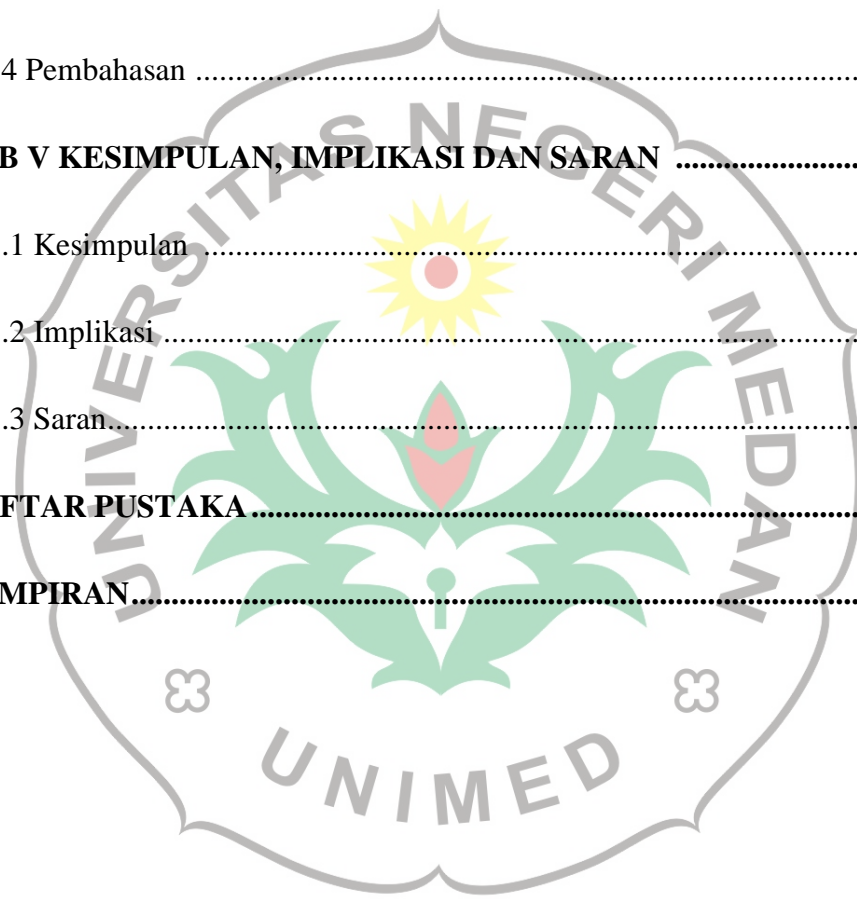 4 Pembahasan ....................................................................................
B V KESIMPULAN, IMPLIKASI DAN SARAN .......................
.1 Kesimpulan ...................................................................................
.2 Implikasi ........................................................................................
.3 Saran...............................................................................................
FTAR PUSTAKA.............................................................................
MPIRAN............................................................................................
UNIVERSITAS NEGERI MEDAN
UNIMED